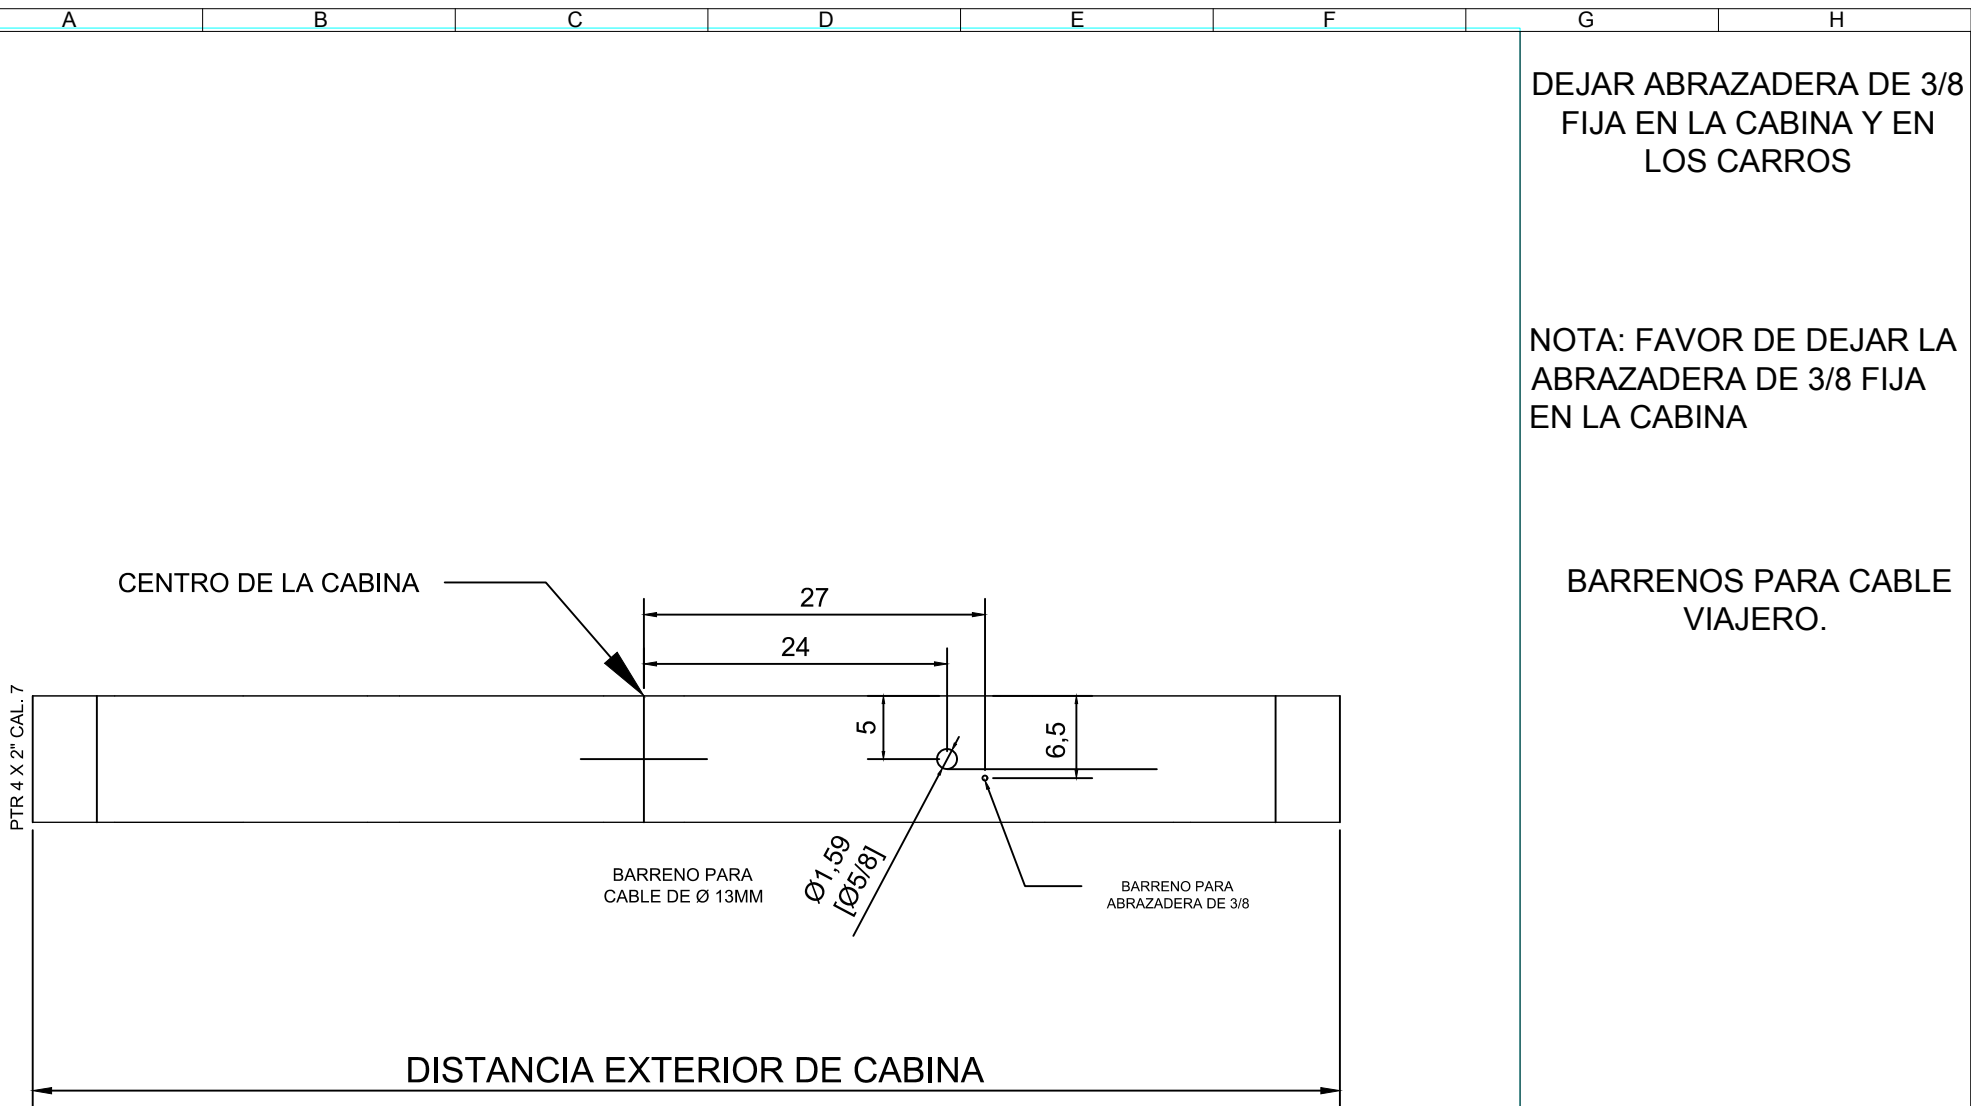 A B C D E F G H
DEJAR ABRAZADERA DE 3/8
FIJA EN LA CABINA Y EN
LOS CARROS
NOTA: FAVOR DE DEJAR LA
ABRAZADERA DE 3/8 FIJA
EN LA CABINA
BARRENOS PARA CABLE
VIAJERO.
CENTRO DE LA CABINA
27
24
PTR 4 X 2" CAL. 7
5
6,5
Ø1,59
[Ø5/8]
BARRENO PARA
CABLE DE Ø 13MM
BARRENO PARA
ABRAZADERA DE 3/8
DISTANCIA EXTERIOR DE CABINA